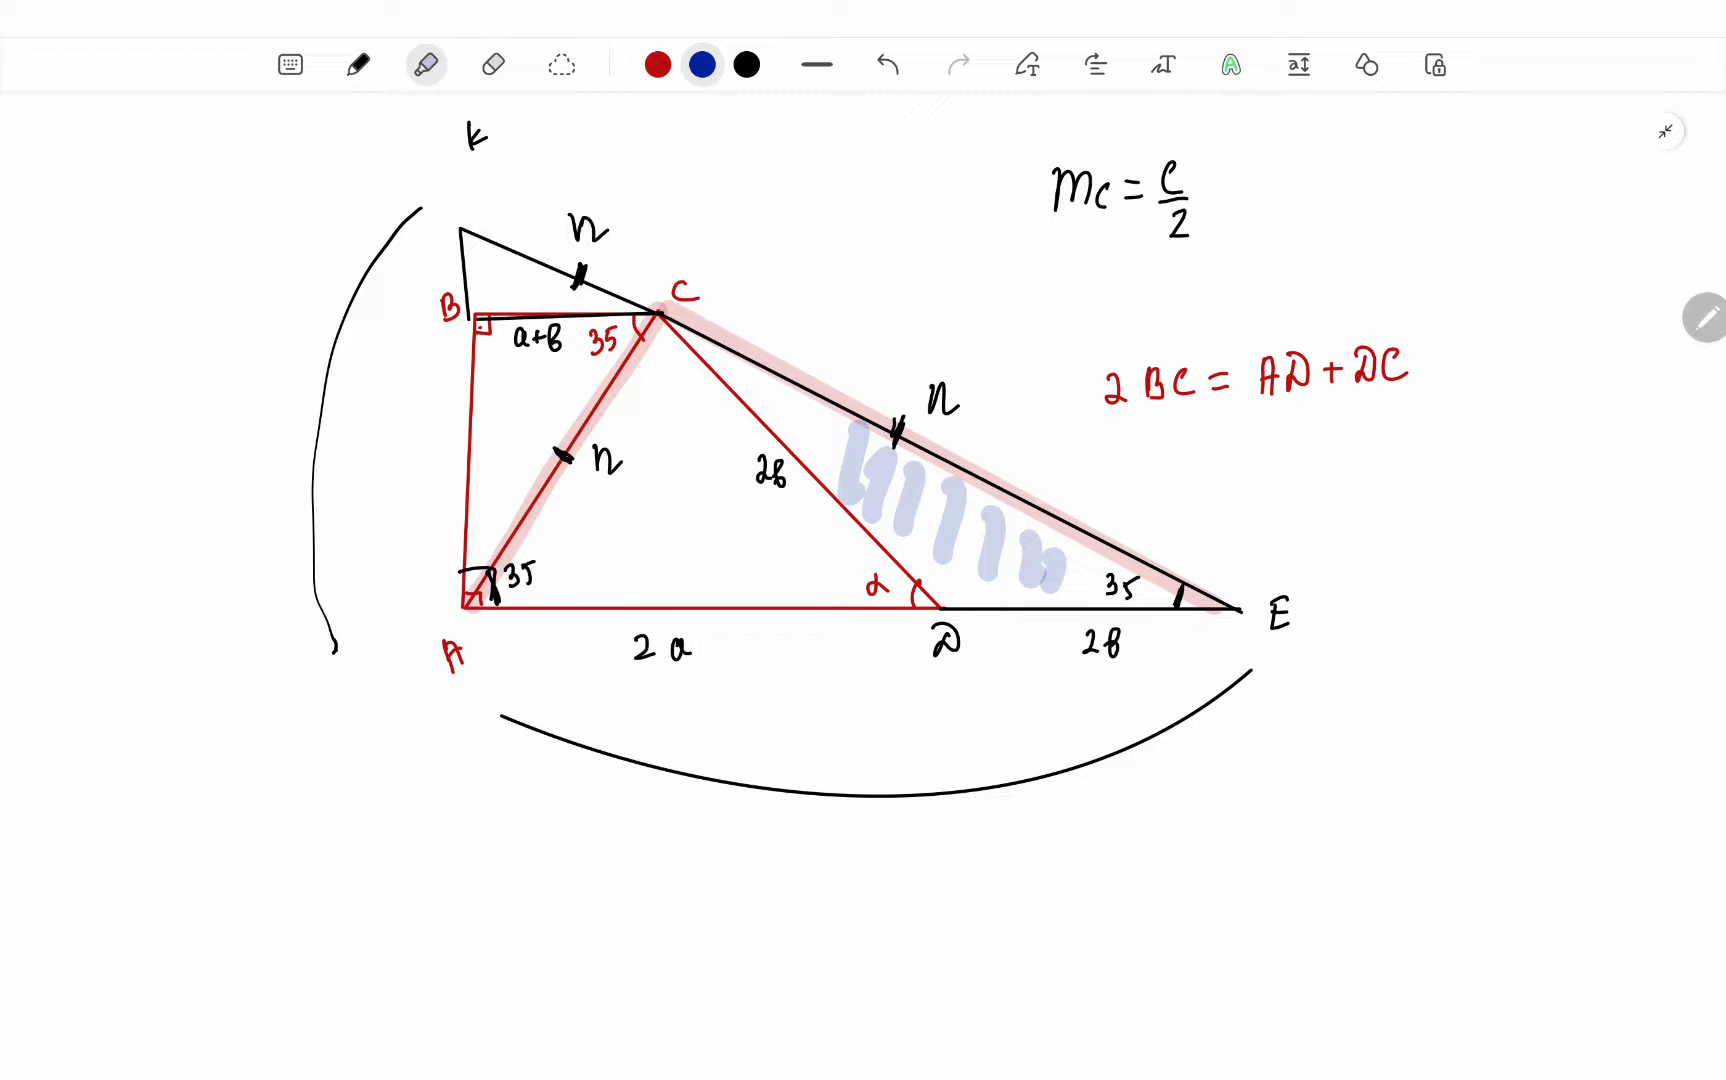 K
mc = c/2
n
C
B
a+b 35
2BC = AD + DC
n
n
2b
35
α
35
E
A
2a
D
2b